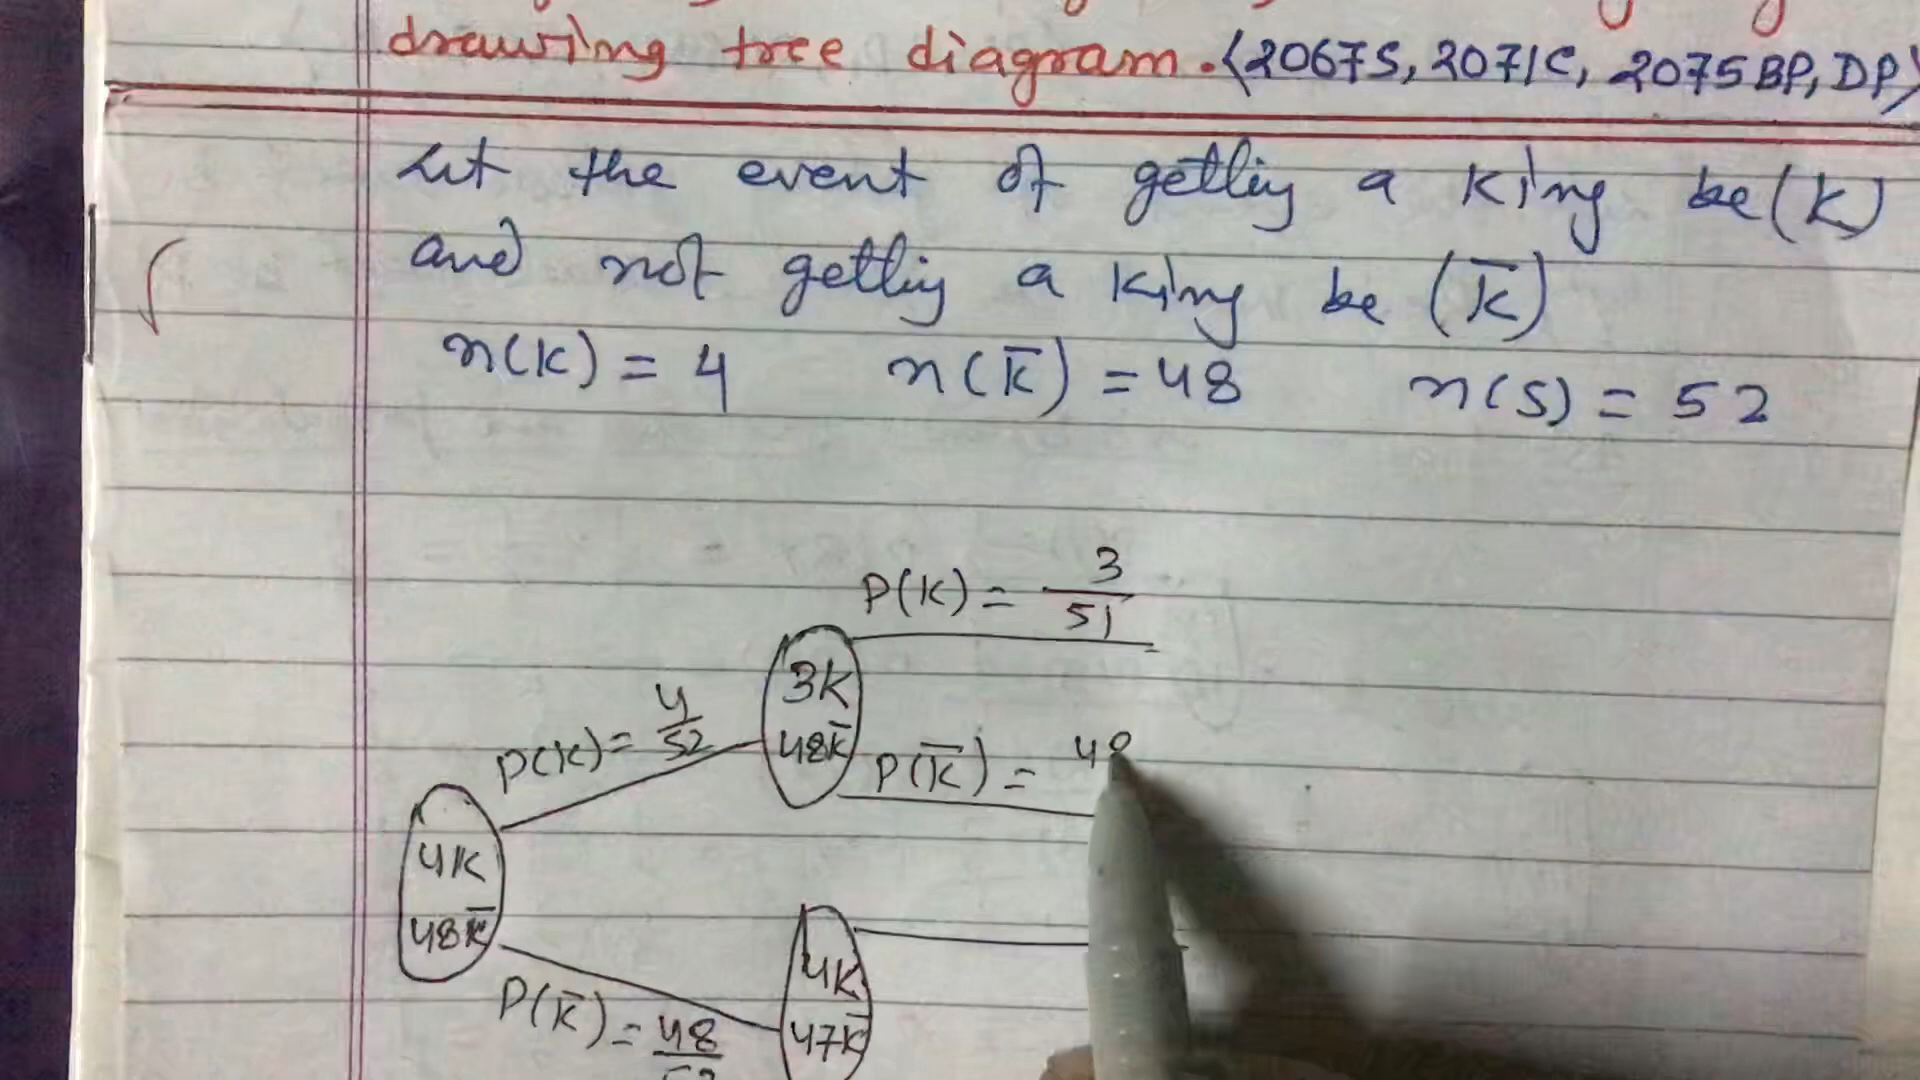 drawing tree diagram.(2067S, 2071C, 2075BP, DP)
Let the event of getting a King be (K)
and not getting a King be (K̅)
n(K) = 4 n(K̅) = 48 n(S) = 52
P(K) = 3/51
3K
48K̅
P(K) = 4/52
P(K̅) = 48
4K
48K̅
4K
47K̅
P(K̅) = 48/52